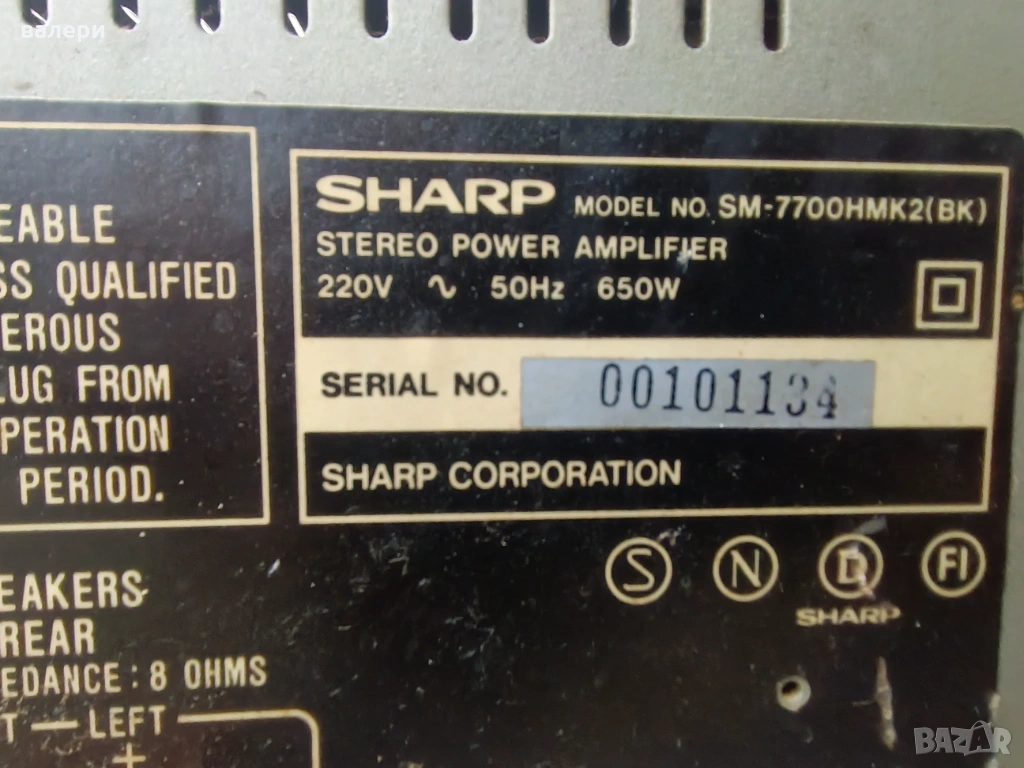 валери
EABLE
SS QUALIFIED
EROUS
LUG FROM
PERATION
PERIOD.
SHARP MODEL NO. SM-7700HMK2(BK)
STEREO POWER AMPLIFIER
220V ∿ 50Hz 650W
SERIAL NO. 00101134
SHARP CORPORATION
S N D FI
SHARP
EAKERS
REAR
EDANCE : 8 OHMS
T — LEFT
+
BAZAR